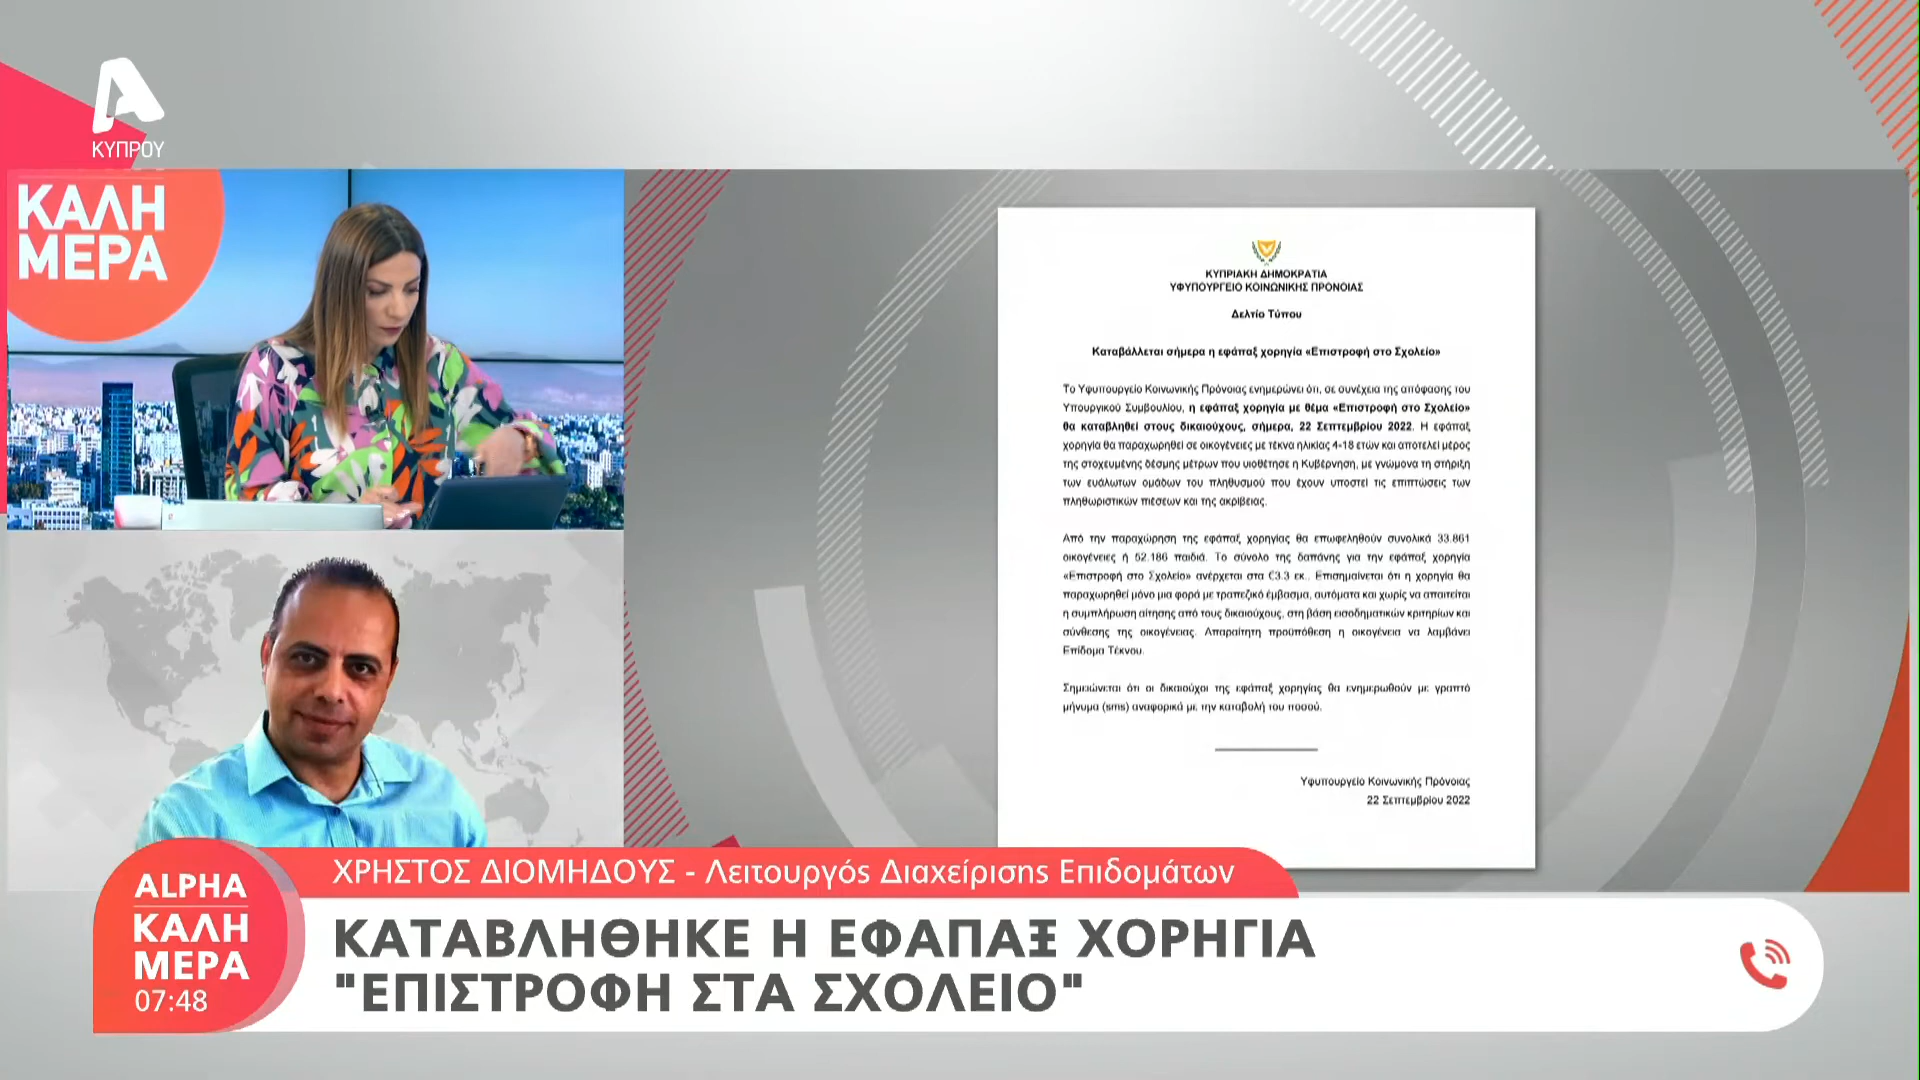 ΚΥΠΡΟΥ
ΚΑΛΗ
ΜΕΡΑ
ΚΥΠΡΙΑΚΗ ΔΗΜΟΚΡΑΤΙΑ
ΥΦΥΠΟΥΡΓΕΙΟ ΚΟΙΝΩΝΙΚΗΣ ΠΡΟΝΟΙΑΣ
Δελτίο Τύπου
Καταβάλλεται σήμερα η εφάπαξ χορηγία «Επιστροφή στο Σχολείο»
Το Υφυπουργείο Κοινωνικής Πρόνοιας ενημερώνει ότι, σε συνέχεια της απόφασης του
Υπουργικού Συμβουλίου, η εφάπαξ χορηγία με θέμα «Επιστροφή στο Σχολείο»
θα καταβληθεί στους δικαιούχους, σήμερα, 22 Σεπτεμβρίου 2022. Η εφάπαξ
χορηγία θα παραχωρηθεί σε οικογένειες με τέκνα ηλικίας 4-18 ετών και αποτελεί μέρος
της στοχευμένης δέσμης μέτρων που υιοθέτησε η Κυβέρνηση, με γνώμονα τη στήριξη
των ευάλωτων ομάδων του πληθυσμού που έχουν υποστεί τις επιπτώσεις των
πληθωριστικών πιέσεων και της ακρίβειας.
Από την παραχώρηση της εφάπαξ χορηγίας θα επωφεληθούν συνολικά 33.861
οικογένειες ή 52.186 παιδιά. Το σύνολο της δαπάνης για την εφάπαξ χορηγία
«Επιστροφή στο Σχολείο» ανέρχεται στα €3.3 εκ.. Επισημαίνεται ότι η χορηγία θα
παραχωρηθεί μόνο μια φορά με τραπεζικό έμβασμα, αυτόματα και χωρίς να απαιτείται
η συμπλήρωση αίτησης από τους δικαιούχους, στη βάση εισοδηματικών κριτηρίων και
σύνθεσης της οικογένειας. Απαραίτητη προϋπόθεση η οικογένεια να λαμβάνει
Επίδομα Τέκνου.
Σημειώνεται ότι οι δικαιούχοι της εφάπαξ χορηγίας θα ενημερωθούν με γραπτό
μήνυμα (sms) αναφορικά με την καταβολή του ποσού.
Υφυπουργείο Κοινωνικής Πρόνοιας
22 Σεπτεμβρίου 2022
ΧΡΗΣΤΟΣ ΔΙΟΜΗΔΟΥΣ - Λειτουργός Διαχείρισης Επιδομάτων
ALPHA
ΚΑΛΗ
ΜΕΡΑ
07:48
ΚΑΤΑΒΛΗΘΗΚΕ Η ΕΦΑΠΑΞ ΧΟΡΗΓΙΑ
"ΕΠΙΣΤΡΟΦΗ ΣΤΑ ΣΧΟΛΕΙΟ"